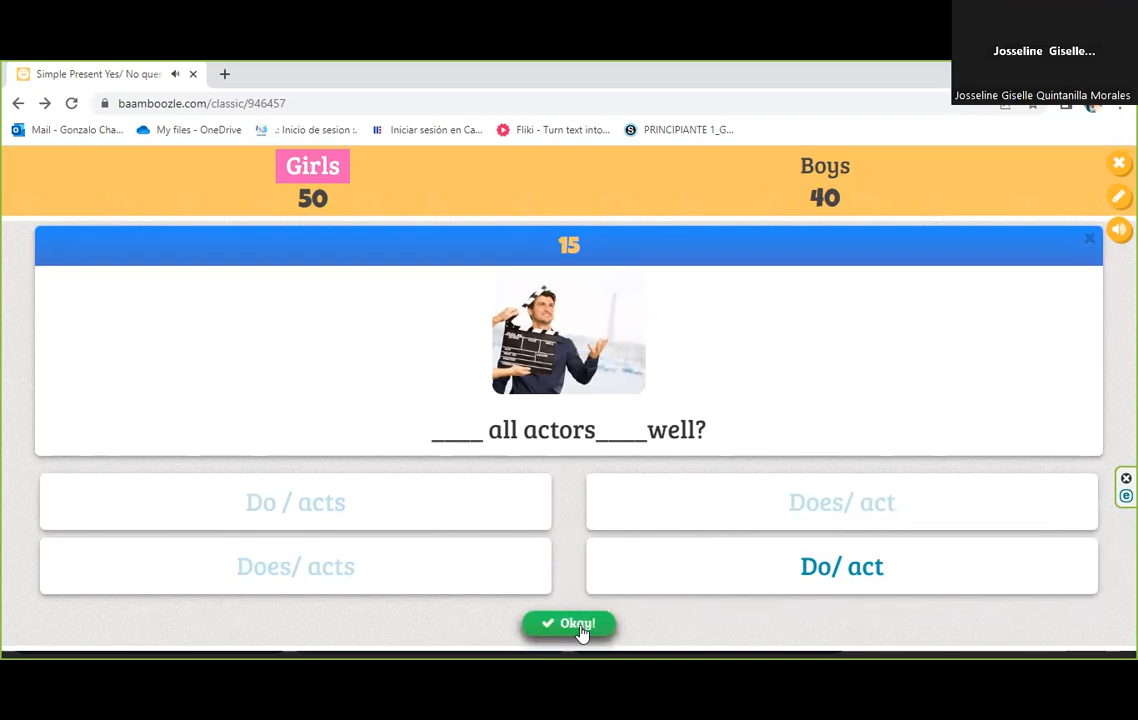 Josseline Giselle...
Josseline Giselle Quintanilla Morales
Simple Present Yes/ No que
baamboozle.com/classic/946457
Mail - Gonzalo Cha...
My files - OneDrive
.: Inicio de sesion :.
Iniciar sesión en Ca...
Fliki - Turn text into...
PRINCIPIANTE 1_G...
Girls
50
Boys
40
15
____ all actors____well?
Do / acts
Does/ act
Does/ acts
Do/ act
Okay!